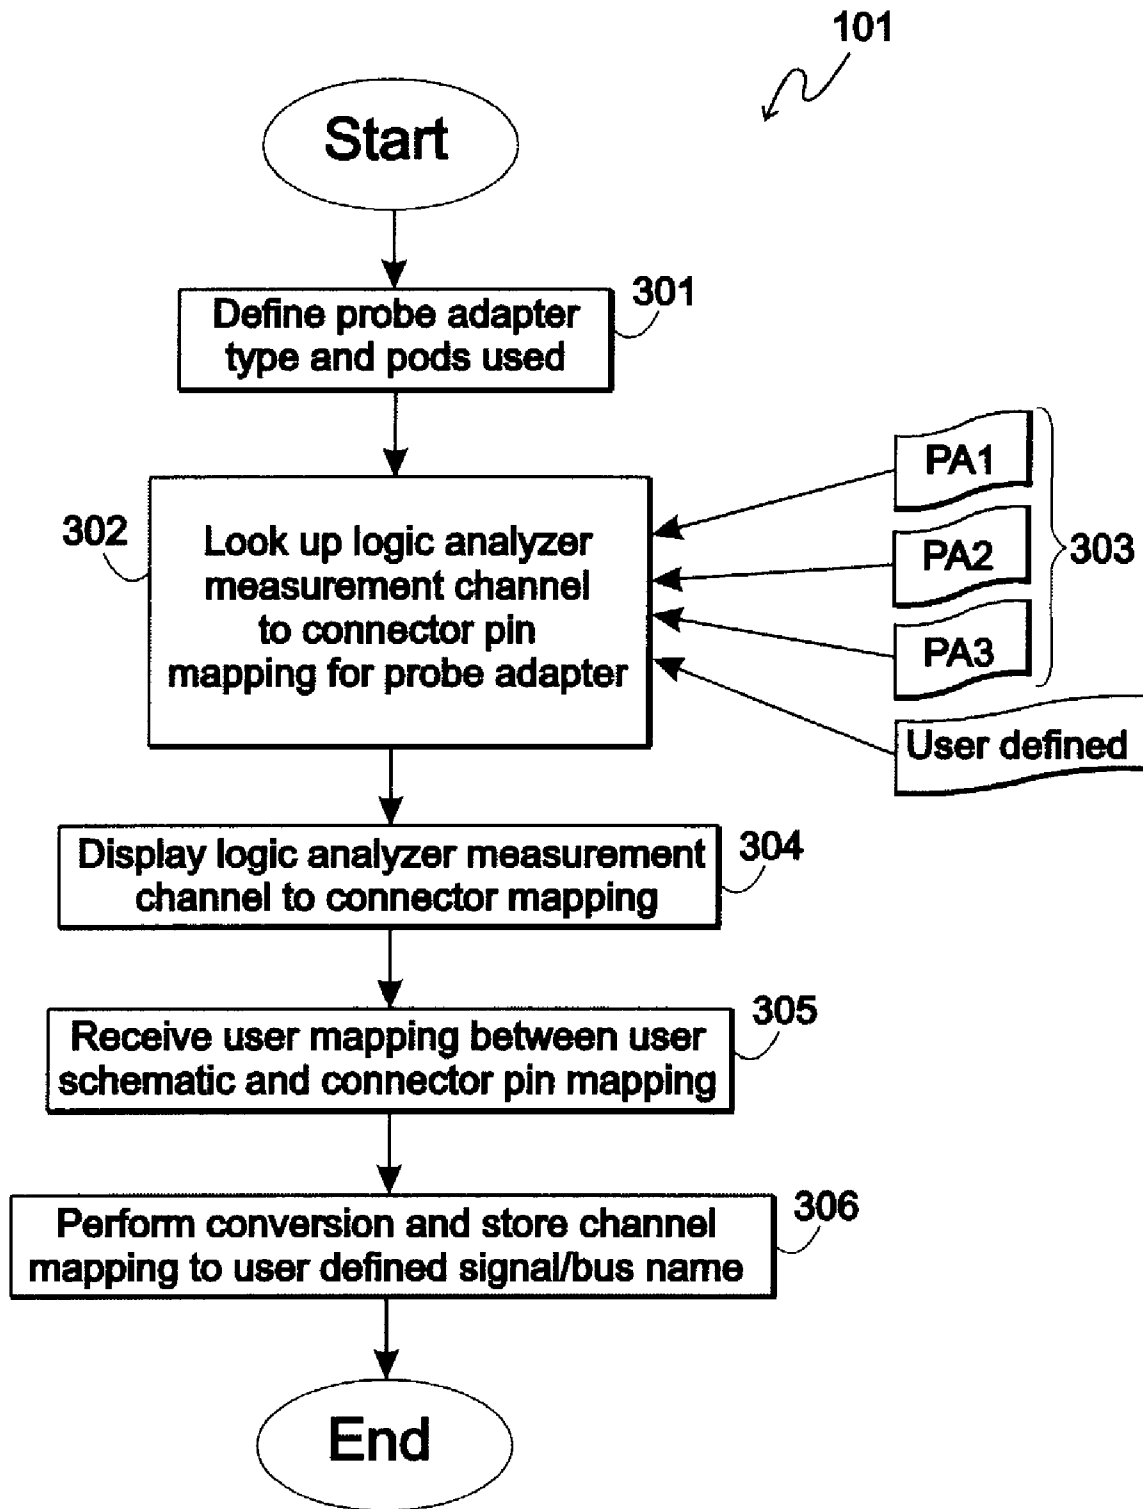 101
Start
301
Define probe adapter
type and pods used
302
Look up logic analyzer
measurement channel
to connector pin
mapping for probe adapter
PA1
PA2
PA3
303
User defined
304
Display logic analyzer measurement
channel to connector mapping
305
Receive user mapping between user
schematic and connector pin mapping
306
Perform conversion and store channel
mapping to user defined signal/bus name
End